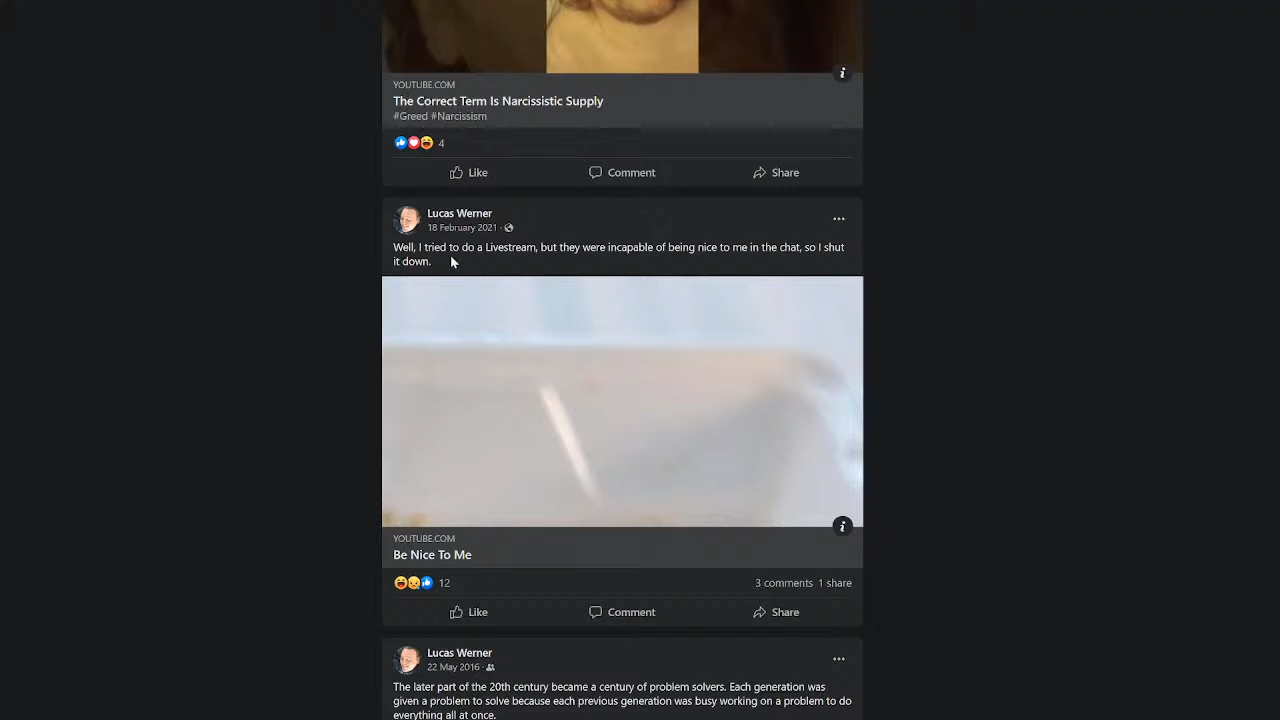 YOUTUBE.COM
The Correct Term Is Narcissistic Supply
#Greed #Narcissism
4
Like Comment Share
Lucas Werner
18 February 2021 ·
Well, I tried to do a Livestream, but they were incapable of being nice to me in the chat, so I shut
it down.
YOUTUBE.COM
Be Nice To Me
12 3 comments 1 share
Like Comment Share
Lucas Werner
22 May 2016 ·
The later part of the 20th century became a century of problem solvers. Each generation was
given a problem to solve because each previous generation was busy working on a problem to do
everything all at once.